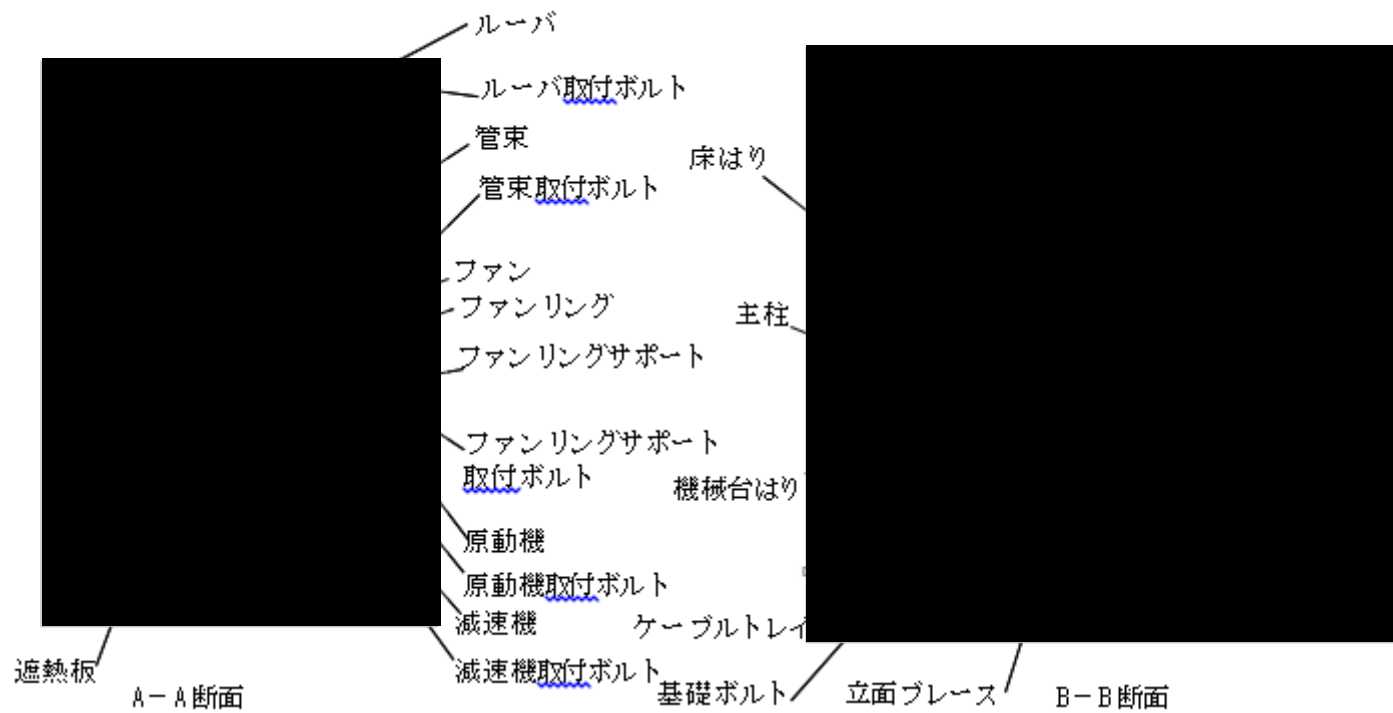 ルーバ
ルーバ取付ボルト
管束
管束取付ボルト
ファン
ファンリング
ファンリングサポート
ファンリングサポート
取付ボルト
原動機
原動機取付ボルト
減速機
減速機取付ボルト
遮熱板
A-A断面
床はり
主柱
機械台はり
ケーブルトレイ
基礎ボルト
立面ブレース
B-B断面